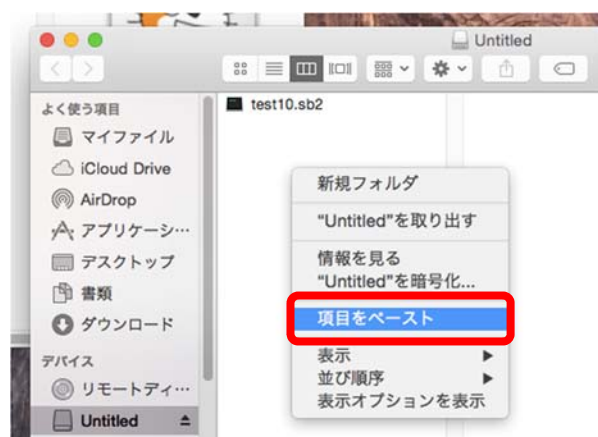 Untitled
よく使う項目
マイファイル
iCloud Drive
AirDrop
アプリケーシ…
デスクトップ
書類
ダウンロード
デバイス
リモートディ…
Untitled
test10.sb2
新規フォルダ
“Untitled”を取り出す
情報を見る
“Untitled”を暗号化...
項目をペースト
表示
並び順序
表示オプションを表示